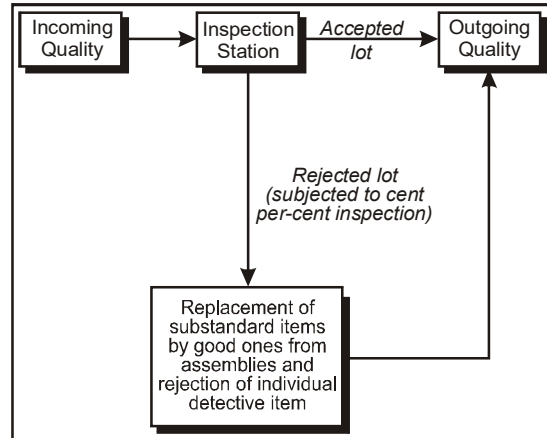 Incoming
Quality
Inspection
Station
Accepted
lot
Outgoing
Quality
Rejected lot
(subjected to cent
per-cent inspection)
Replacement of
substandard items
by good ones from
assemblies and
rejection of individual
detective item